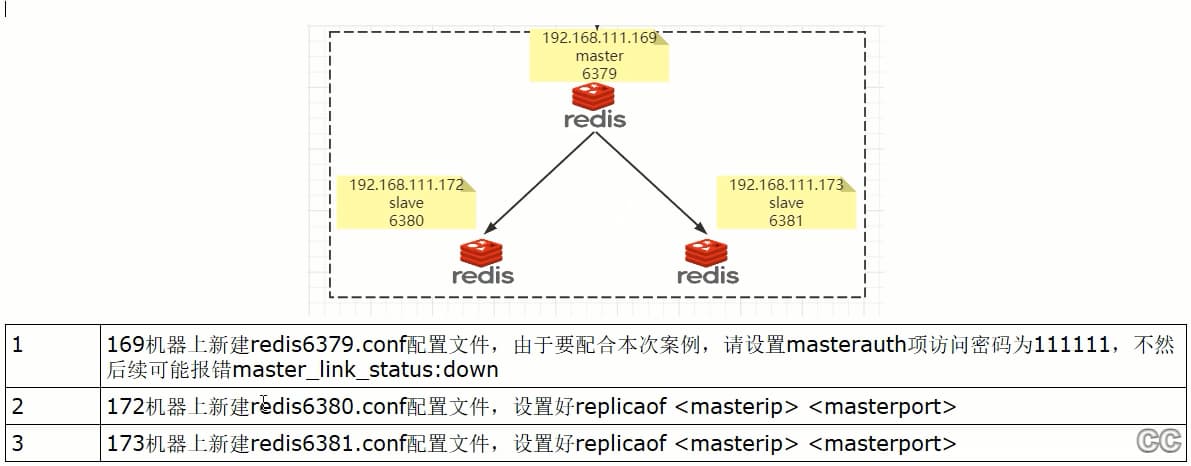 192.168.111.169
master
6379
redis
192.168.111.172
slave
6380
192.168.111.173
slave
6381
redis
redis
1
169机器上新建redis6379.conf配置文件，由于要配合本次案例，请设置masterauth项访问密码为111111，不然
后续可能报错master_link_status:down
2
172机器上新建redis6380.conf配置文件，设置好replicaof <masterip> <masterport>
3
173机器上新建redis6381.conf配置文件，设置好replicaof <masterip> <masterport>
CC